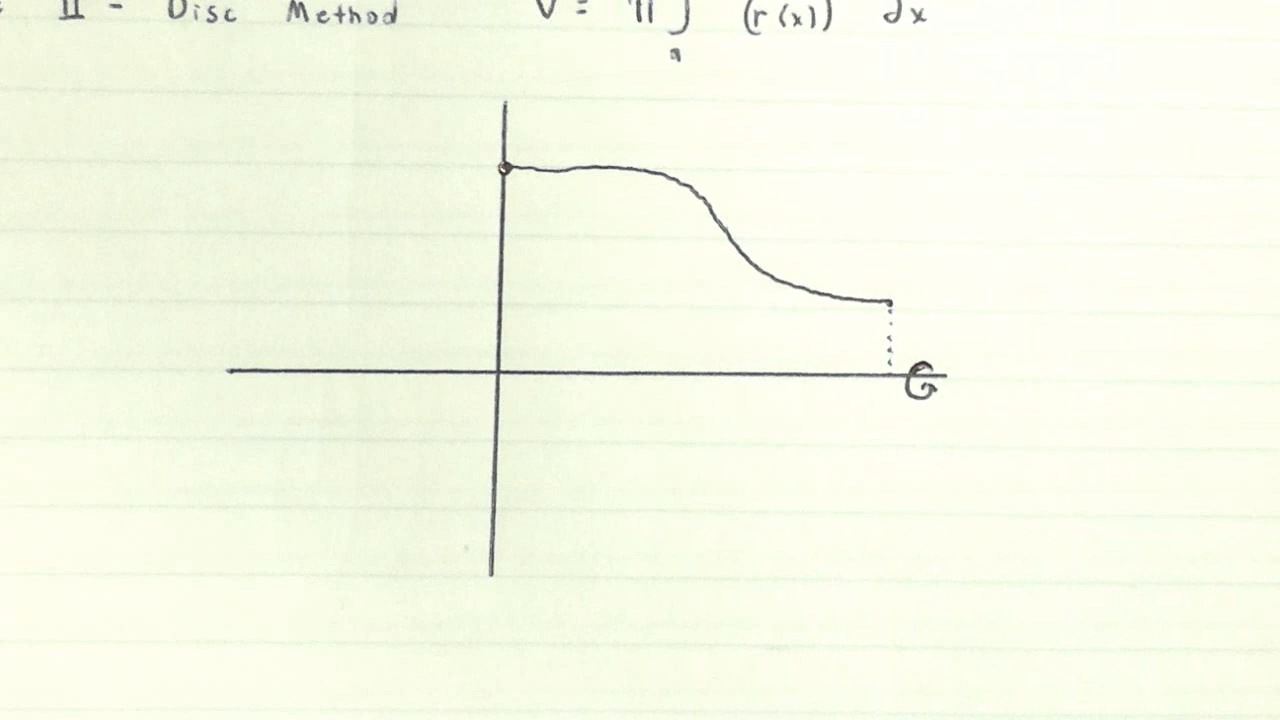 II - Disc Method V = π ∫ (r(x)) dx
a